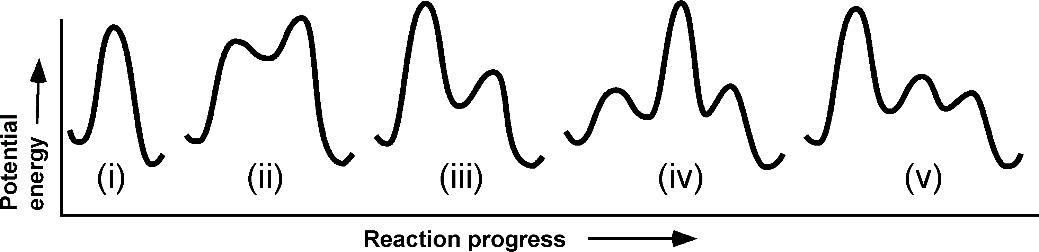 Potential
energy
(i)
(ii)
(iii)
(iv)
(v)
Reaction progress